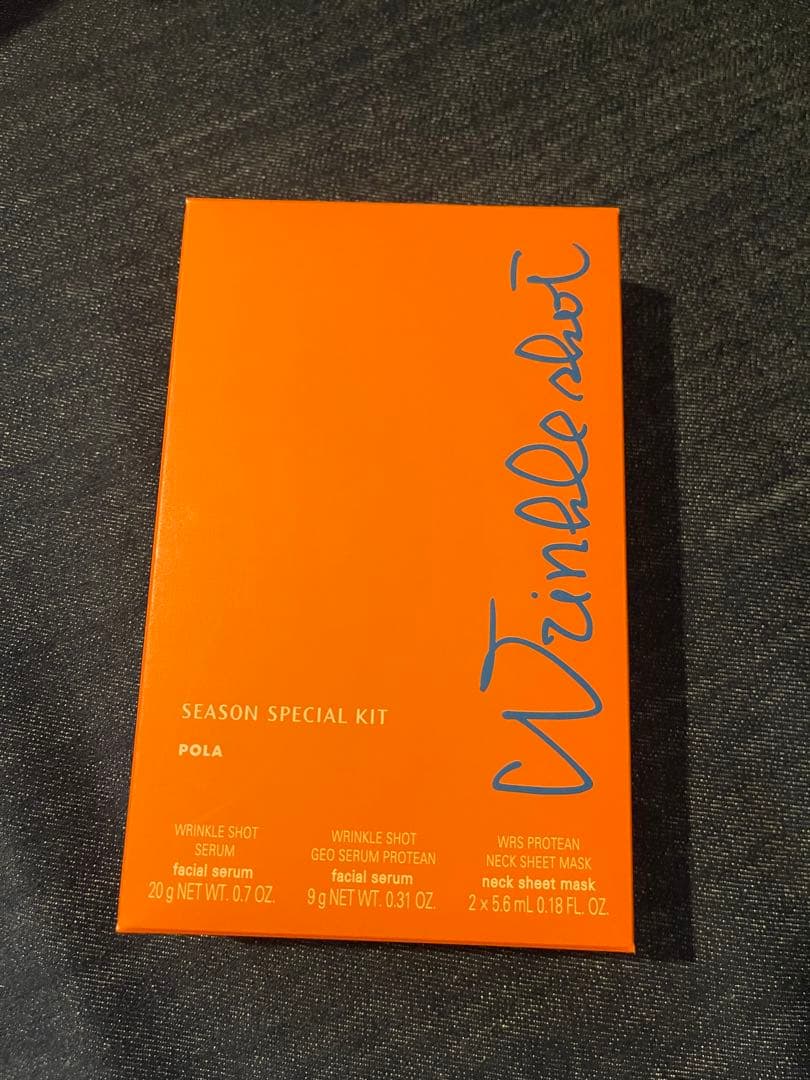 Wrinkle shot
SEASON SPECIAL KIT
POLA
WRINKLE SHOT
SERUM
facial serum
20 g NET WT. 0.7 OZ.
WRINKLE SHOT
GEO SERUM PROTEAN
facial serum
9 g NET WT. 0.31 OZ.
WRS PROTEAN
NECK SHEET MASK
neck sheet mask
2 × 5.6 mL 0.18 FL. OZ.